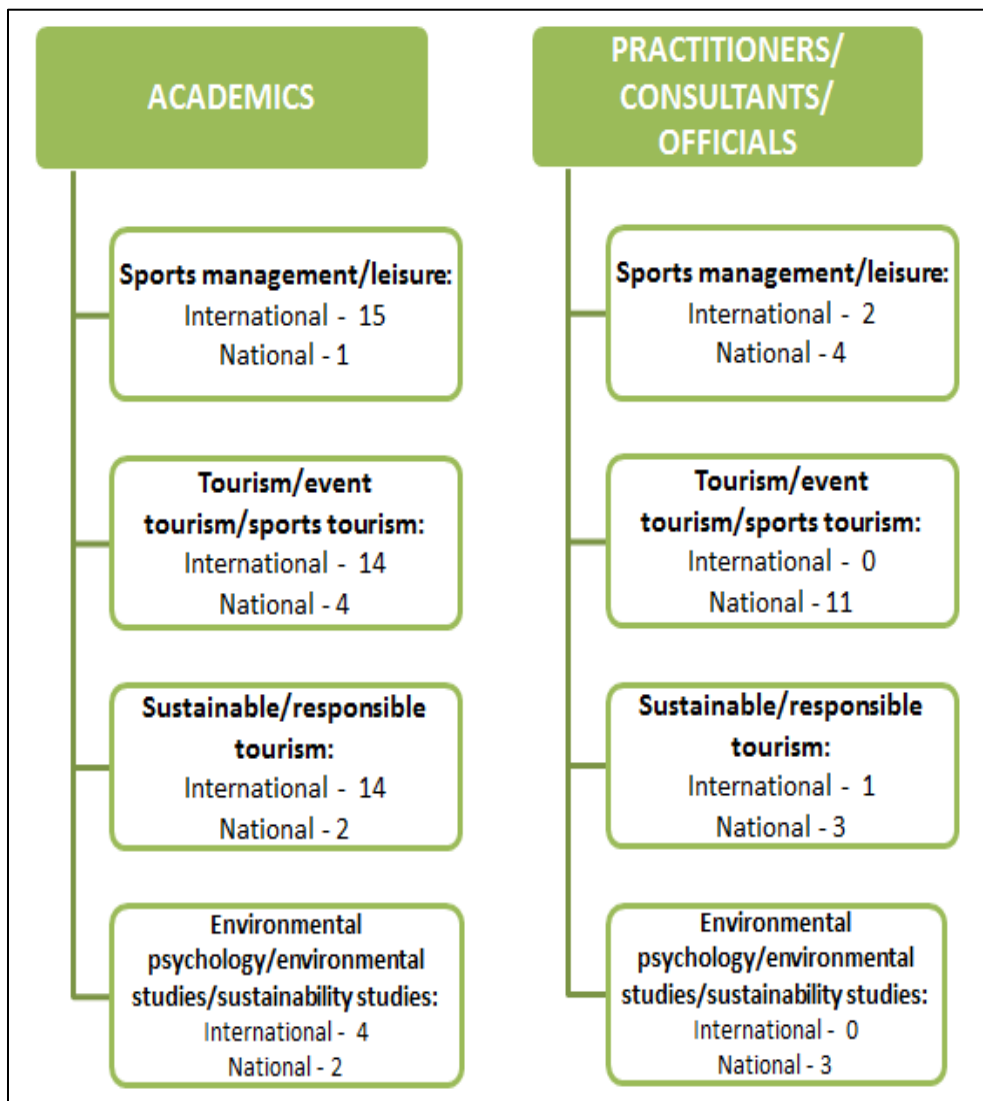 ACADEMICS
Sports management/leisure:
International - 15
National - 1
Tourism/event
tourism/sports tourism:
International - 14
National - 4
Sustainable/responsible
tourism:
International - 14
National - 2
Environmental
psychology/environmental
studies/sustainability studies:
International - 4
National - 2
PRACTITIONERS/
CONSULTANTS/
OFFICIALS
Sports management/leisure:
International - 2
National - 4
Tourism/event
tourism/sports tourism:
International - 0
National - 11
Sustainable/responsible
tourism:
International - 1
National - 3
Environmental
psychology/environmental
studies/sustainability studies:
International - 0
National - 3